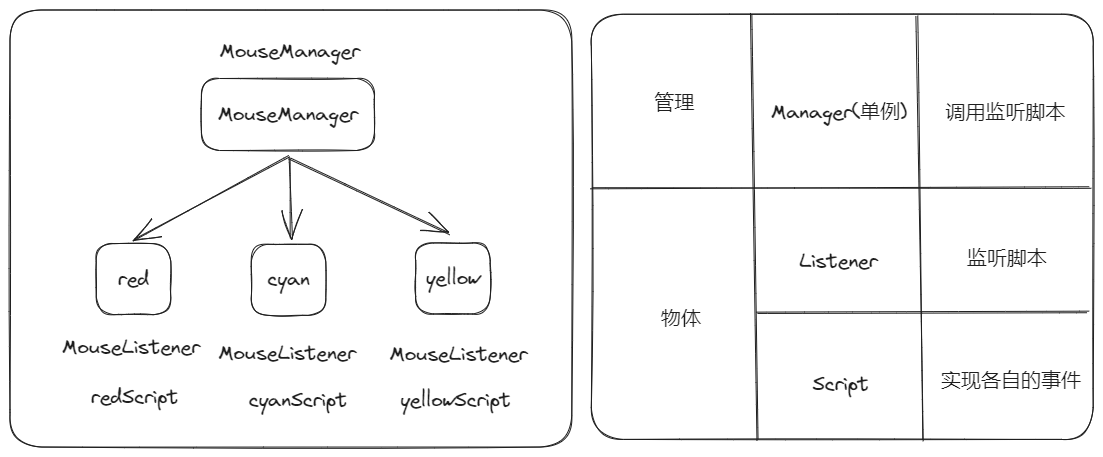 MouseManager
MouseManager
red
cyan
yellow
MouseListener
MouseListener
MouseListener
redScript
cyanScript
yellowScript
管理
Manager(单例)
调用监听脚本
物体
Listener
监听脚本
Script
实现各自的事件